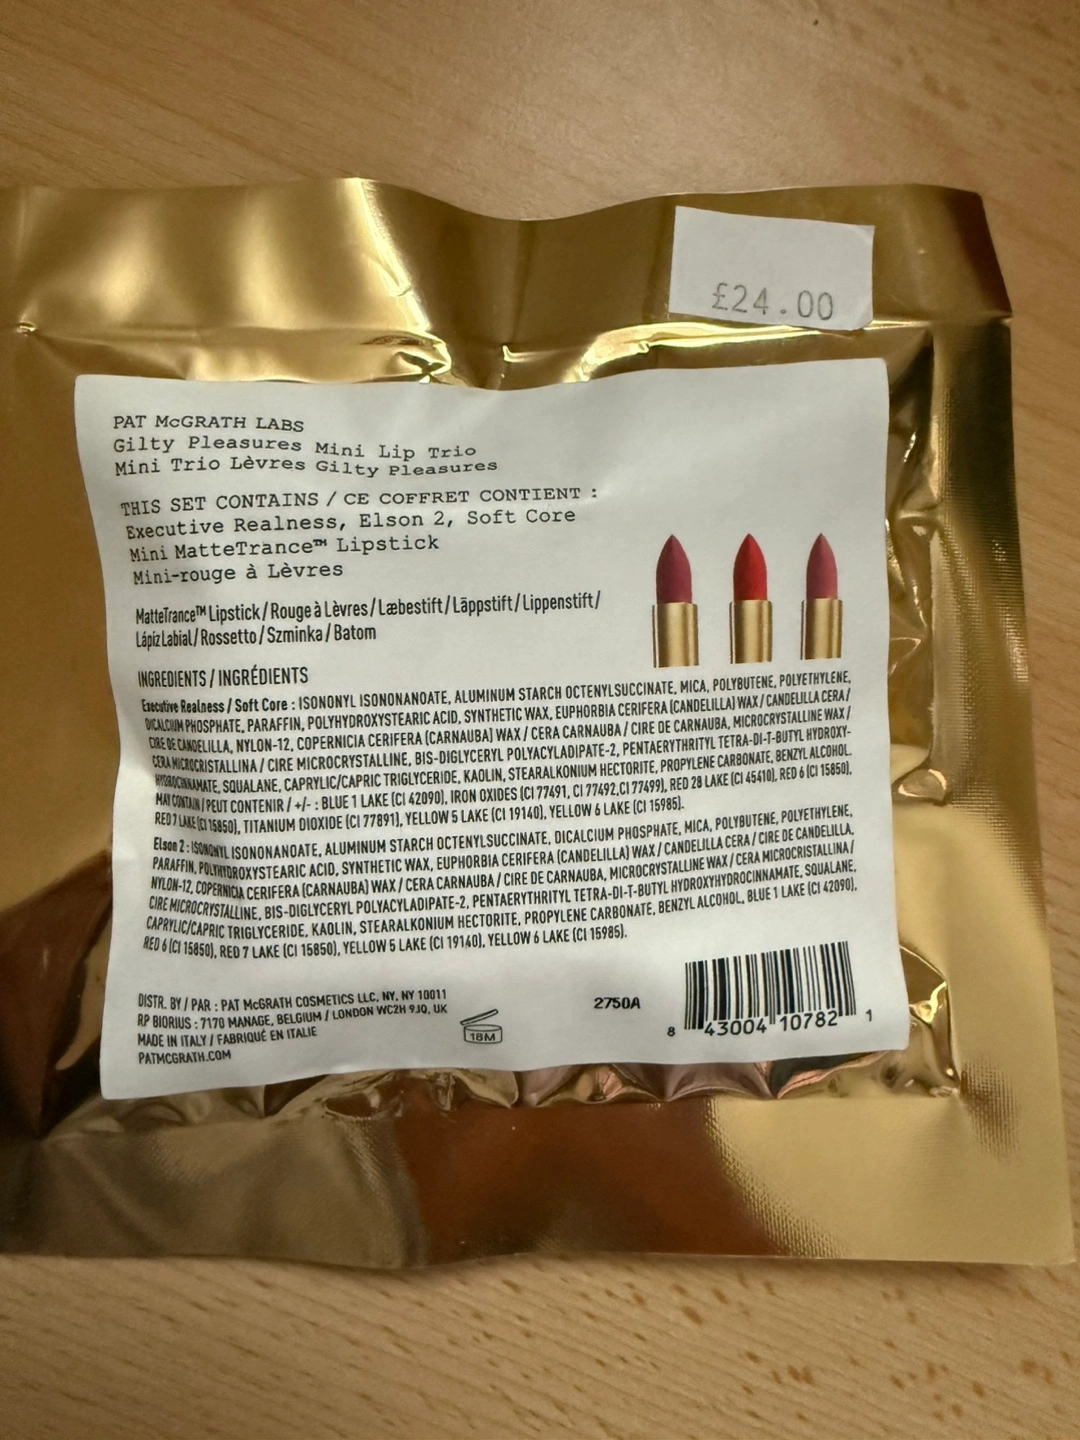 £24.00
PAT McGRATH LABS
Gilty Pleasures Mini Lip Trio
Mini Trio Lèvres Gilty Pleasures
THIS SET CONTAINS / CE COFFRET CONTIENT :
Executive Realness, Elson 2, Soft Core
Mini MatteTrance™ Lipstick
Mini-rouge à Lèvres
MatteTrance™ Lipstick/Rouge à Lèvres/Læbestift/Läppstift/Lippenstift/
Lápiz Labial/Rossetto/Szminka/Batom
INGREDIENTS / INGRÉDIENTS
Executive Realness / Soft Core : ISONONYL ISONONANOATE, ALUMINUM STARCH OCTENYLSUCCINATE, MICA, POLYBUTENE, POLYETHYLENE,
DICALCIUM PHOSPHATE, PARAFFIN, POLYHYDROXYSTEARIC ACID, SYNTHETIC WAX, EUPHORBIA CERIFERA (CANDELILLA) WAX / CANDELILLA CERA /
CIRE DE CANDELILLA, NYLON-12, COPERNICIA CERIFERA (CARNAUBA) WAX / CERA CARNAUBA / CIRE DE CARNAUBA, MICROCRYSTALLINE WAX /
CERA MICROCRISTALLINA / CIRE MICROCRYSTALLINE, BIS-DIGLYCERYL POLYACYLADIPATE-2, PENTAERYTHRITYL TETRA-DI-T-BUTYL HYDROXY-
HYDROCINNAMATE, SQUALANE, CAPRYLIC/CAPRIC TRIGLYCERIDE, KAOLIN, STEARALKONIUM HECTORITE, PROPYLENE CARBONATE, BENZYL ALCOHOL.
MAY CONTAIN / PEUT CONTENIR / +/- : BLUE 1 LAKE (CI 42090), IRON OXIDES (CI 77491, CI 77492,CI 77499), RED 28 LAKE (CI 45410), RED 6 (CI 15850),
RED 7 LAKE (CI 15850), TITANIUM DIOXIDE (CI 77891), YELLOW 5 LAKE (CI 19140), YELLOW 6 LAKE (CI 15985).
Elson 2 : ISONONYL ISONONANOATE, ALUMINUM STARCH OCTENYLSUCCINATE, DICALCIUM PHOSPHATE, MICA, POLYBUTENE, POLYETHYLENE,
PARAFFIN, POLYHYDROXYSTEARIC ACID, SYNTHETIC WAX, EUPHORBIA CERIFERA (CANDELILLA) WAX / CANDELILLA CERA / CIRE DE CANDELILLA,
NYLON-12, COPERNICIA CERIFERA (CARNAUBA) WAX / CERA CARNAUBA / CIRE DE CARNAUBA, MICROCRYSTALLINE WAX / CERA MICROCRISTALLINA /
CIRE MICROCRYSTALLINE, BIS-DIGLYCERYL POLYACYLADIPATE-2, PENTAERYTHRITYL TETRA-DI-T-BUTYL HYDROXYHYDROCINNAMATE, SQUALANE,
CAPRYLIC/CAPRIC TRIGLYCERIDE, KAOLIN, STEARALKONIUM HECTORITE, PROPYLENE CARBONATE, BENZYL ALCOHOL, BLUE 1 LAKE (CI 42090),
RED 6 (CI 15850), RED 7 LAKE (CI 15850), YELLOW 5 LAKE (CI 19140), YELLOW 6 LAKE (CI 15985).
DISTR. BY / PAR : PAT McGRATH COSMETICS LLC, NY, NY 10011
RP BIORIUS : 7170 MANAGE, BELGIUM / LONDON WC2H 9JQ, UK
MADE IN ITALY / FABRIQUÉ EN ITALIE
PATMCGRATH.COM
18M
2750A
8 43004 10782 1